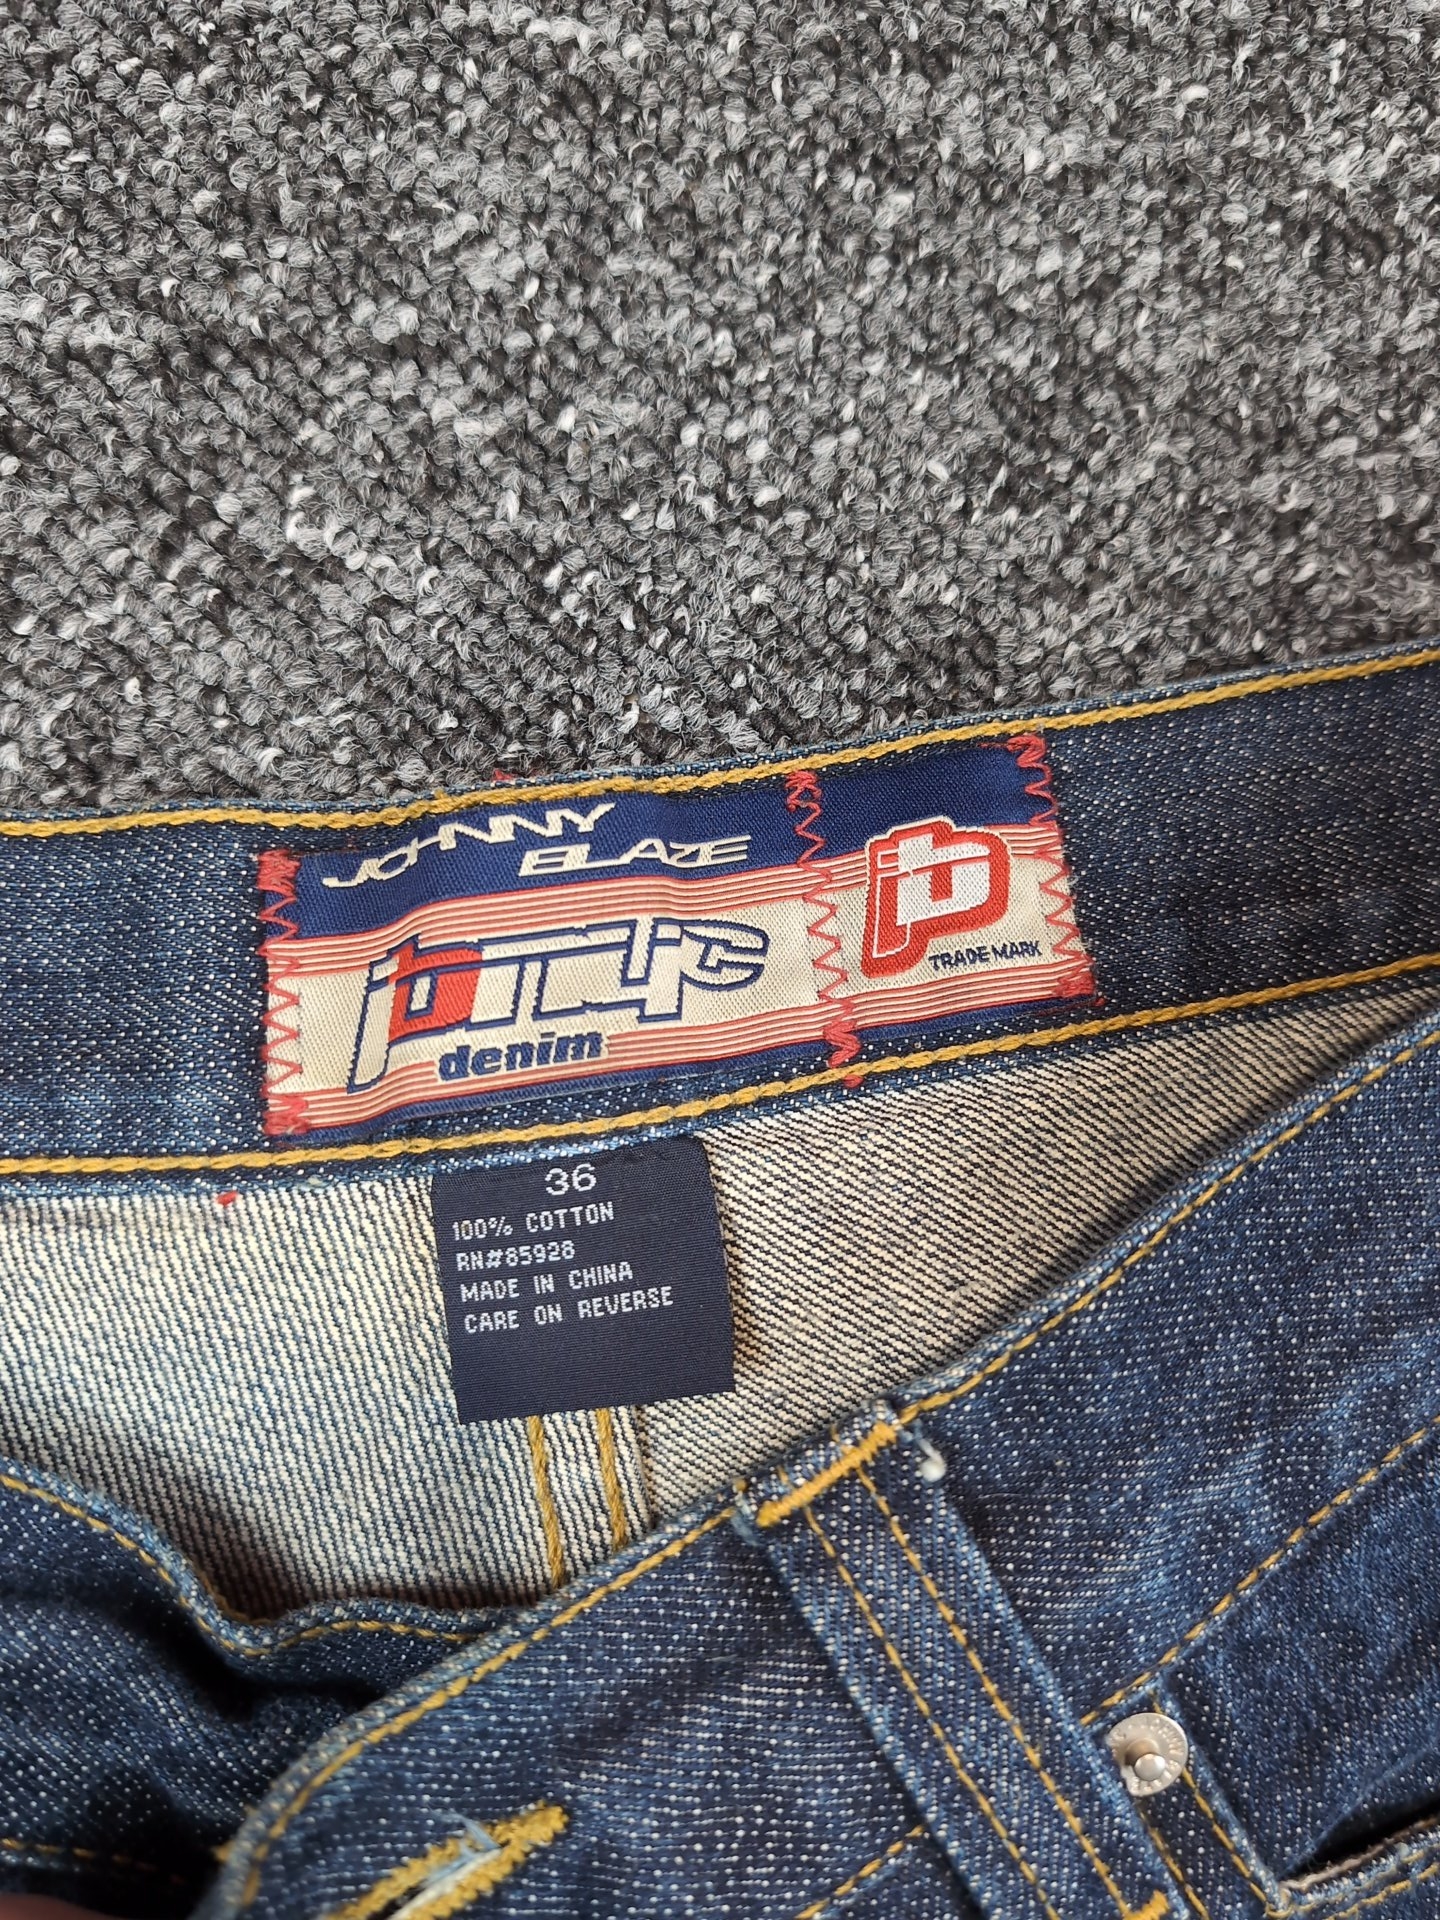 JOHNNY
BLAZE
denim
TRADE MARK
36
100% COTTON
RN#85928
MADE IN CHINA
CARE ON REVERSE